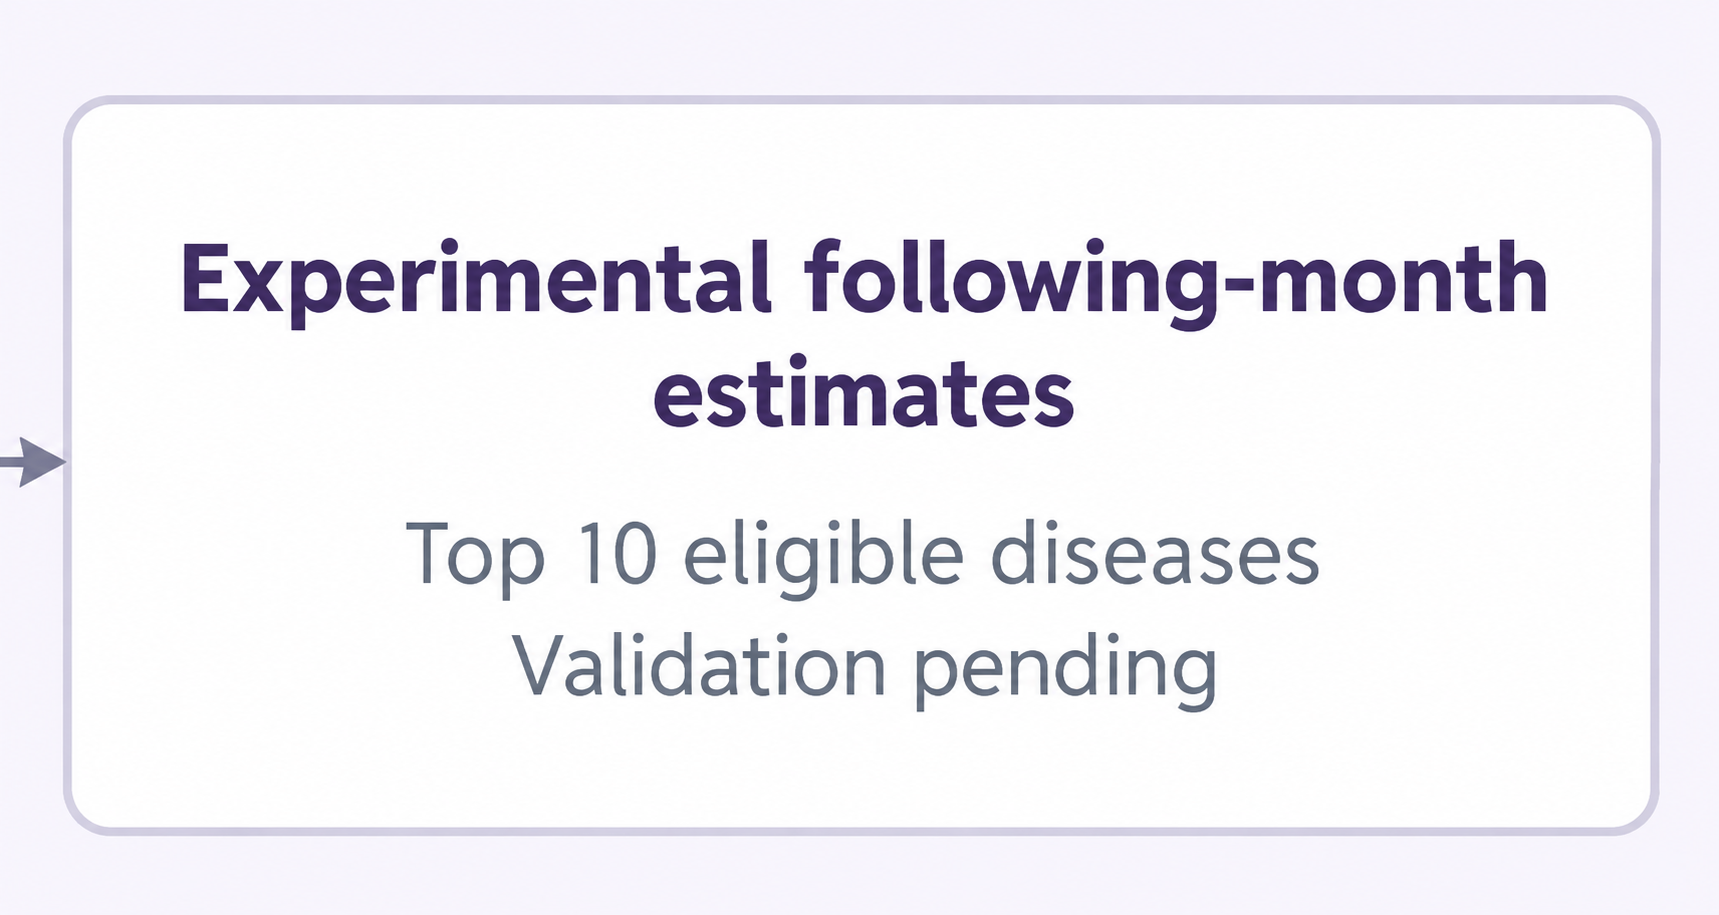 Experimental following-month
estimates
Top 10 eligible diseases
Validation pending